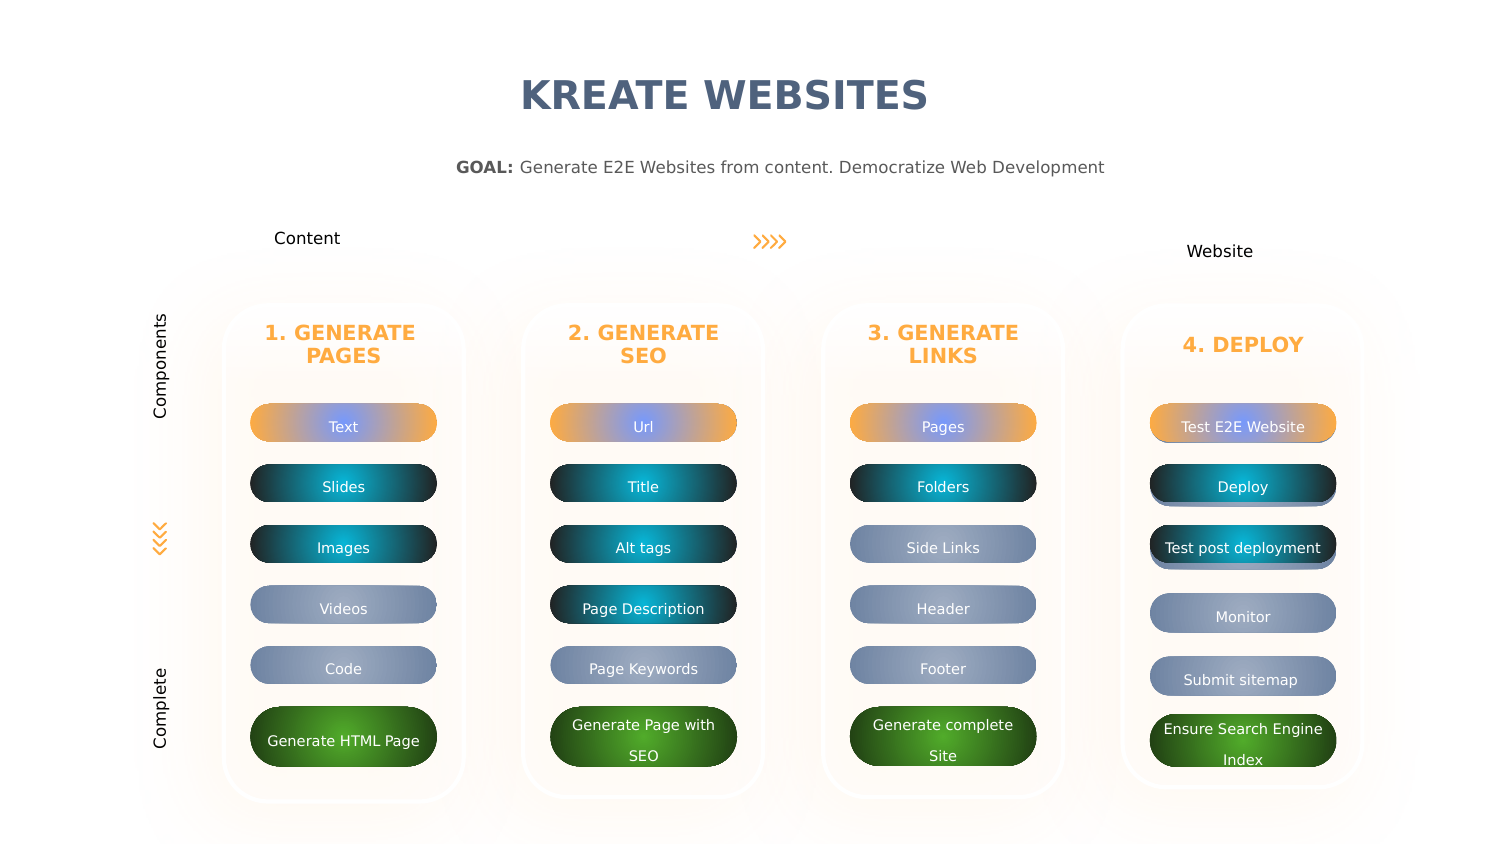 KREATE WEBSITES
GOAL: Generate E2E Websites from content. Democratize Web Development
Content
Website
Components
Complete
1. GENERATE
PAGES
Text
Slides
Images
Videos
Code
Generate HTML Page
2. GENERATE
SEO
Url
Title
Alt tags
Page Description
Page Keywords
Generate Page with
SEO
3. GENERATE
LINKS
Pages
Folders
Side Links
Header
Footer
Generate complete
Site
4. DEPLOY
Test E2E Website
Deploy
Test post deployment
Monitor
Submit sitemap
Ensure Search Engine
Index